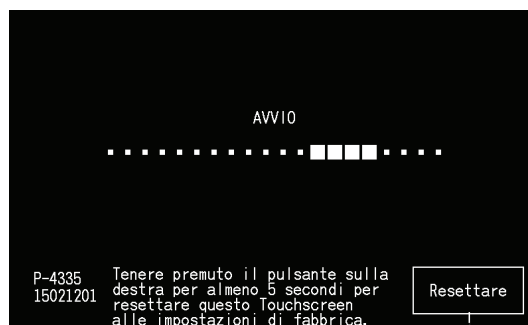 AVVIO
P-4335
15021201
Tenere premuto il pulsante sulla
destra per almeno 5 secondi per
resettare questo Touchscreen
alle impostazioni di fabbrica.
Resettare